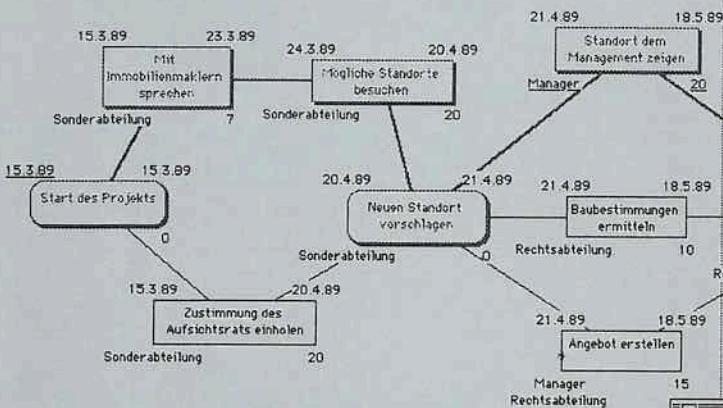 15.3.89 23.3.89
Mit
Immobilienmaklern
sprechen
Sonderabteilung 7
24.3.89 20.4.89
Mögliche Standorte
besuchen
Sonderabteilung 20
21.4.89 18.5.89
Standort dem
Management zeigen
Manager 20
15.3.89 15.3.89
Start des Projekts
0
20.4.89 21.4.89
Neuen Standort
vorschlagen
Sonderabteilung 0
21.4.89 18.5.89
Baubestimmungen
ermitteln
Rechtsabteilung 10
R
15.3.89 20.4.89
Zustimmung des
Aufsichtsrats einholen
Sonderabteilung 20
21.4.89 18.5.89
Angebot erstellen
Manager 15
Rechtsabteilung